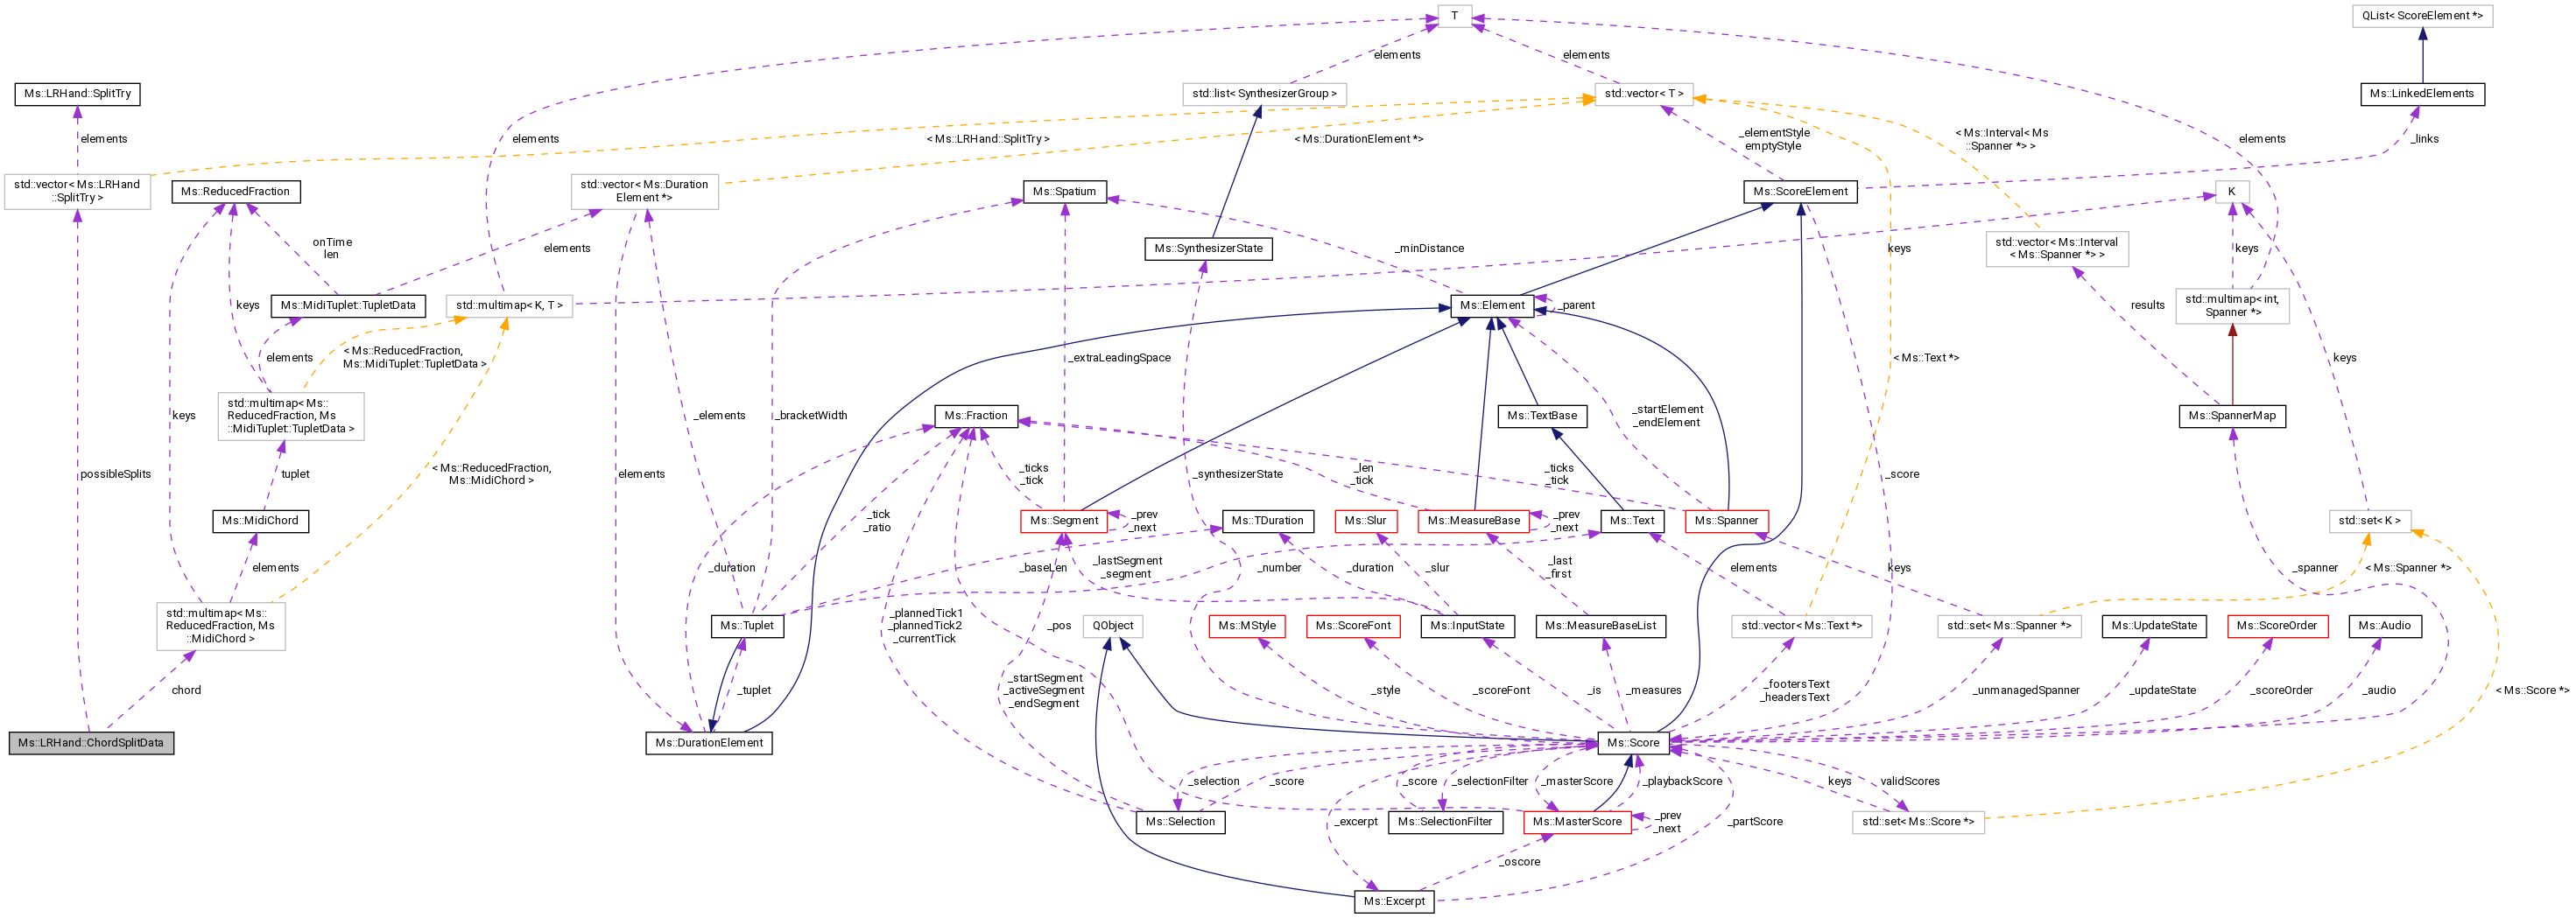 T
QList< ScoreElement *>
elements
elements
Ms::LRHand::SplitTry
std::list< SynthesizerGroup >
std::vector< T >
Ms::LinkedElements
elements
elements
< Ms::LRHand::SplitTry >
< Ms::DurationElement *>
_elementStyle
emptyStyle
< Ms::Interval< Ms
::Spanner *> >
elements
_links
std::vector< Ms::LRHand
::SplitTry >
Ms::ReducedFraction
std::vector< Ms::Duration
Element *>
Ms::Spatium
Ms::ScoreElement
K
onTime
len
elements
Ms::SynthesizerState
_minDistance
keys
std::vector< Ms::Interval
< Ms::Spanner *> >
keys
keys
Ms::MidiTuplet::TupletData
std::multimap< K, T >
Ms::Element
_parent
results
std::multimap< int,
Spanner *>
elements
< Ms::ReducedFraction,
Ms::MidiTuplet::TupletData >
_extraLeadingSpace
< Ms::Text *>
keys
keys
std::multimap< Ms::
ReducedFraction, Ms
::MidiTuplet::TupletData >
_elements
_bracketWidth
Ms::Fraction
Ms::TextBase
_startElement
_endElement
Ms::SpannerMap
possibleSplits
tuplet
< Ms::ReducedFraction,
Ms::MidiChord >
elements
_ticks
_tick
_synthesizerState
_len
_tick
_ticks
_tick
_score
Ms::MidiChord
_tick
_ratio
Ms::Segment
_prev
_next
Ms::TDuration
Ms::Slur
Ms::MeasureBase
_prev
_next
Ms::Text
Ms::Spanner
std::set< K >
elements
_duration
_baseLen
_lastSegment
_segment
_number
_duration
_slur
_last
_first
elements
keys
_spanner
< Ms::Spanner *>
std::multimap< Ms::
ReducedFraction, Ms
::MidiChord >
Ms::Tuplet
_plannedTick1
_plannedTick2
_currentTick
_pos
QObject
Ms::MStyle
Ms::ScoreFont
Ms::InputState
Ms::MeasureBaseList
std::vector< Ms::Text *>
std::set< Ms::Spanner *>
Ms::UpdateState
Ms::ScoreOrder
Ms::Audio
chord
_tuplet
_startSegment
_activeSegment
_endSegment
_style
_scoreFont
_is
_measures
_footersText
_headersText
_unmanagedSpanner
_updateState
_scoreOrder
_audio
< Ms::Score *>
Ms::LRHand::ChordSplitData
Ms::DurationElement
Ms::Score
_selection
_score
_score
_selectionFilter
_masterScore
_playbackScore
keys
validScores
Ms::Selection
_excerpt
Ms::SelectionFilter
Ms::MasterScore
_prev
_next
_partScore
std::set< Ms::Score *>
_oscore
Ms::Excerpt